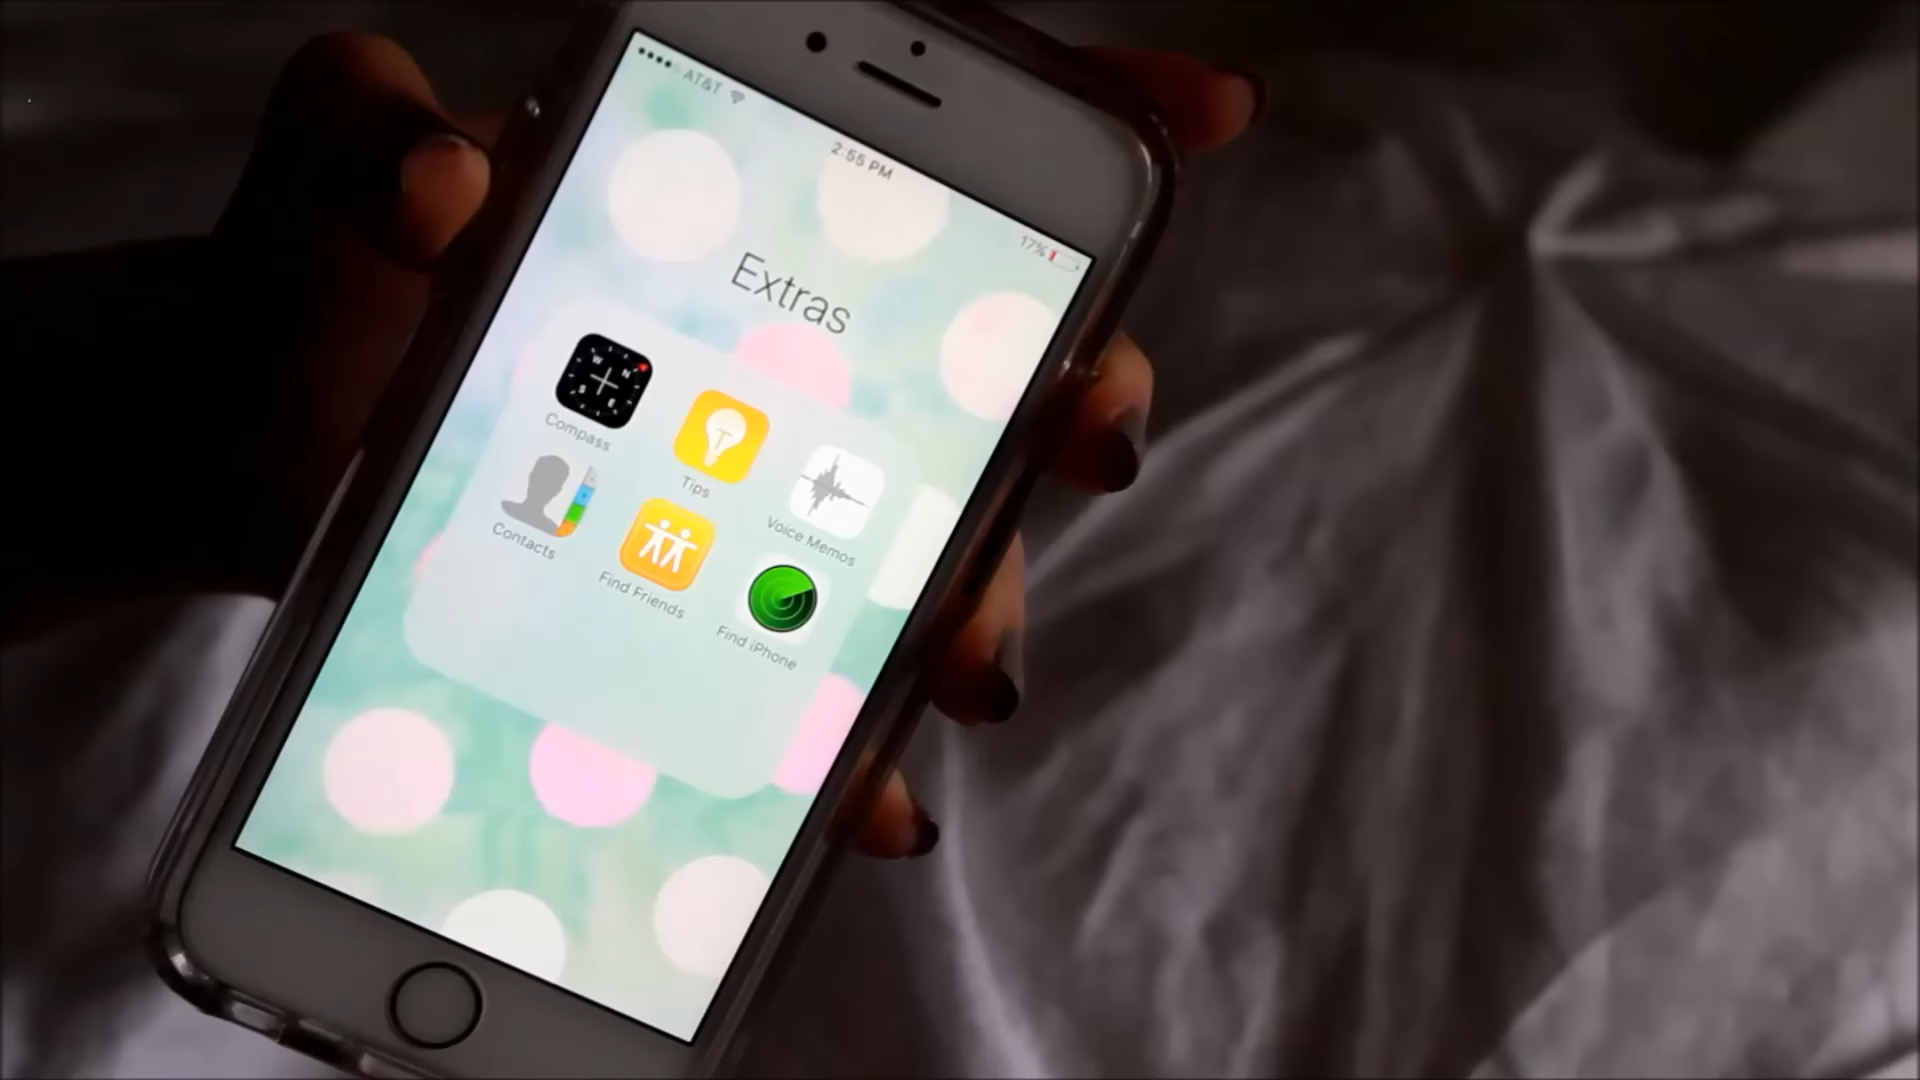 AT&T
2:55 PM
17%
Extras
Compass
Tips
Voice Memos
Contacts
Find Friends
Find iPhone